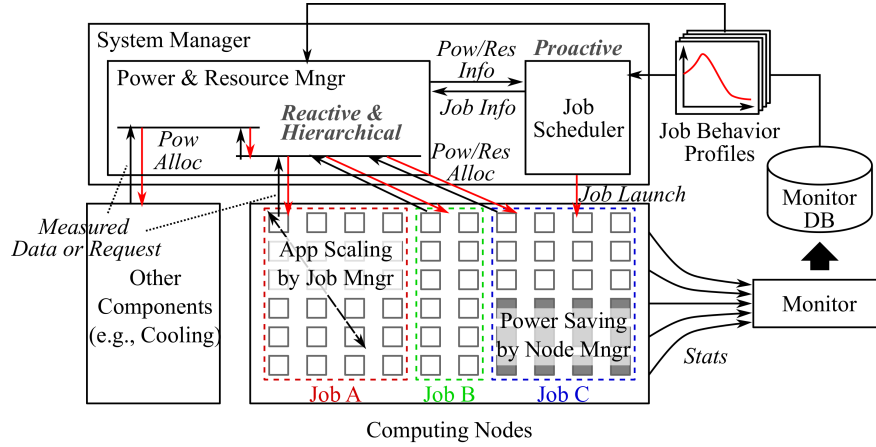 System Manager
Power & Resource Mngr
Reactive &
Hierarchical
Pow
Alloc
Pow/Res
Info
Job Info
Pow/Res
Alloc
Proactive
Job
Scheduler
Job Launch
Job Behavior
Profiles
Monitor
DB
Monitor
Stats
Measured
Data or Request
Other
Components
(e.g., Cooling)
App Scaling
by Job Mngr
Power Saving
by Node Mngr
Job A
Job B
Job C
Computing Nodes